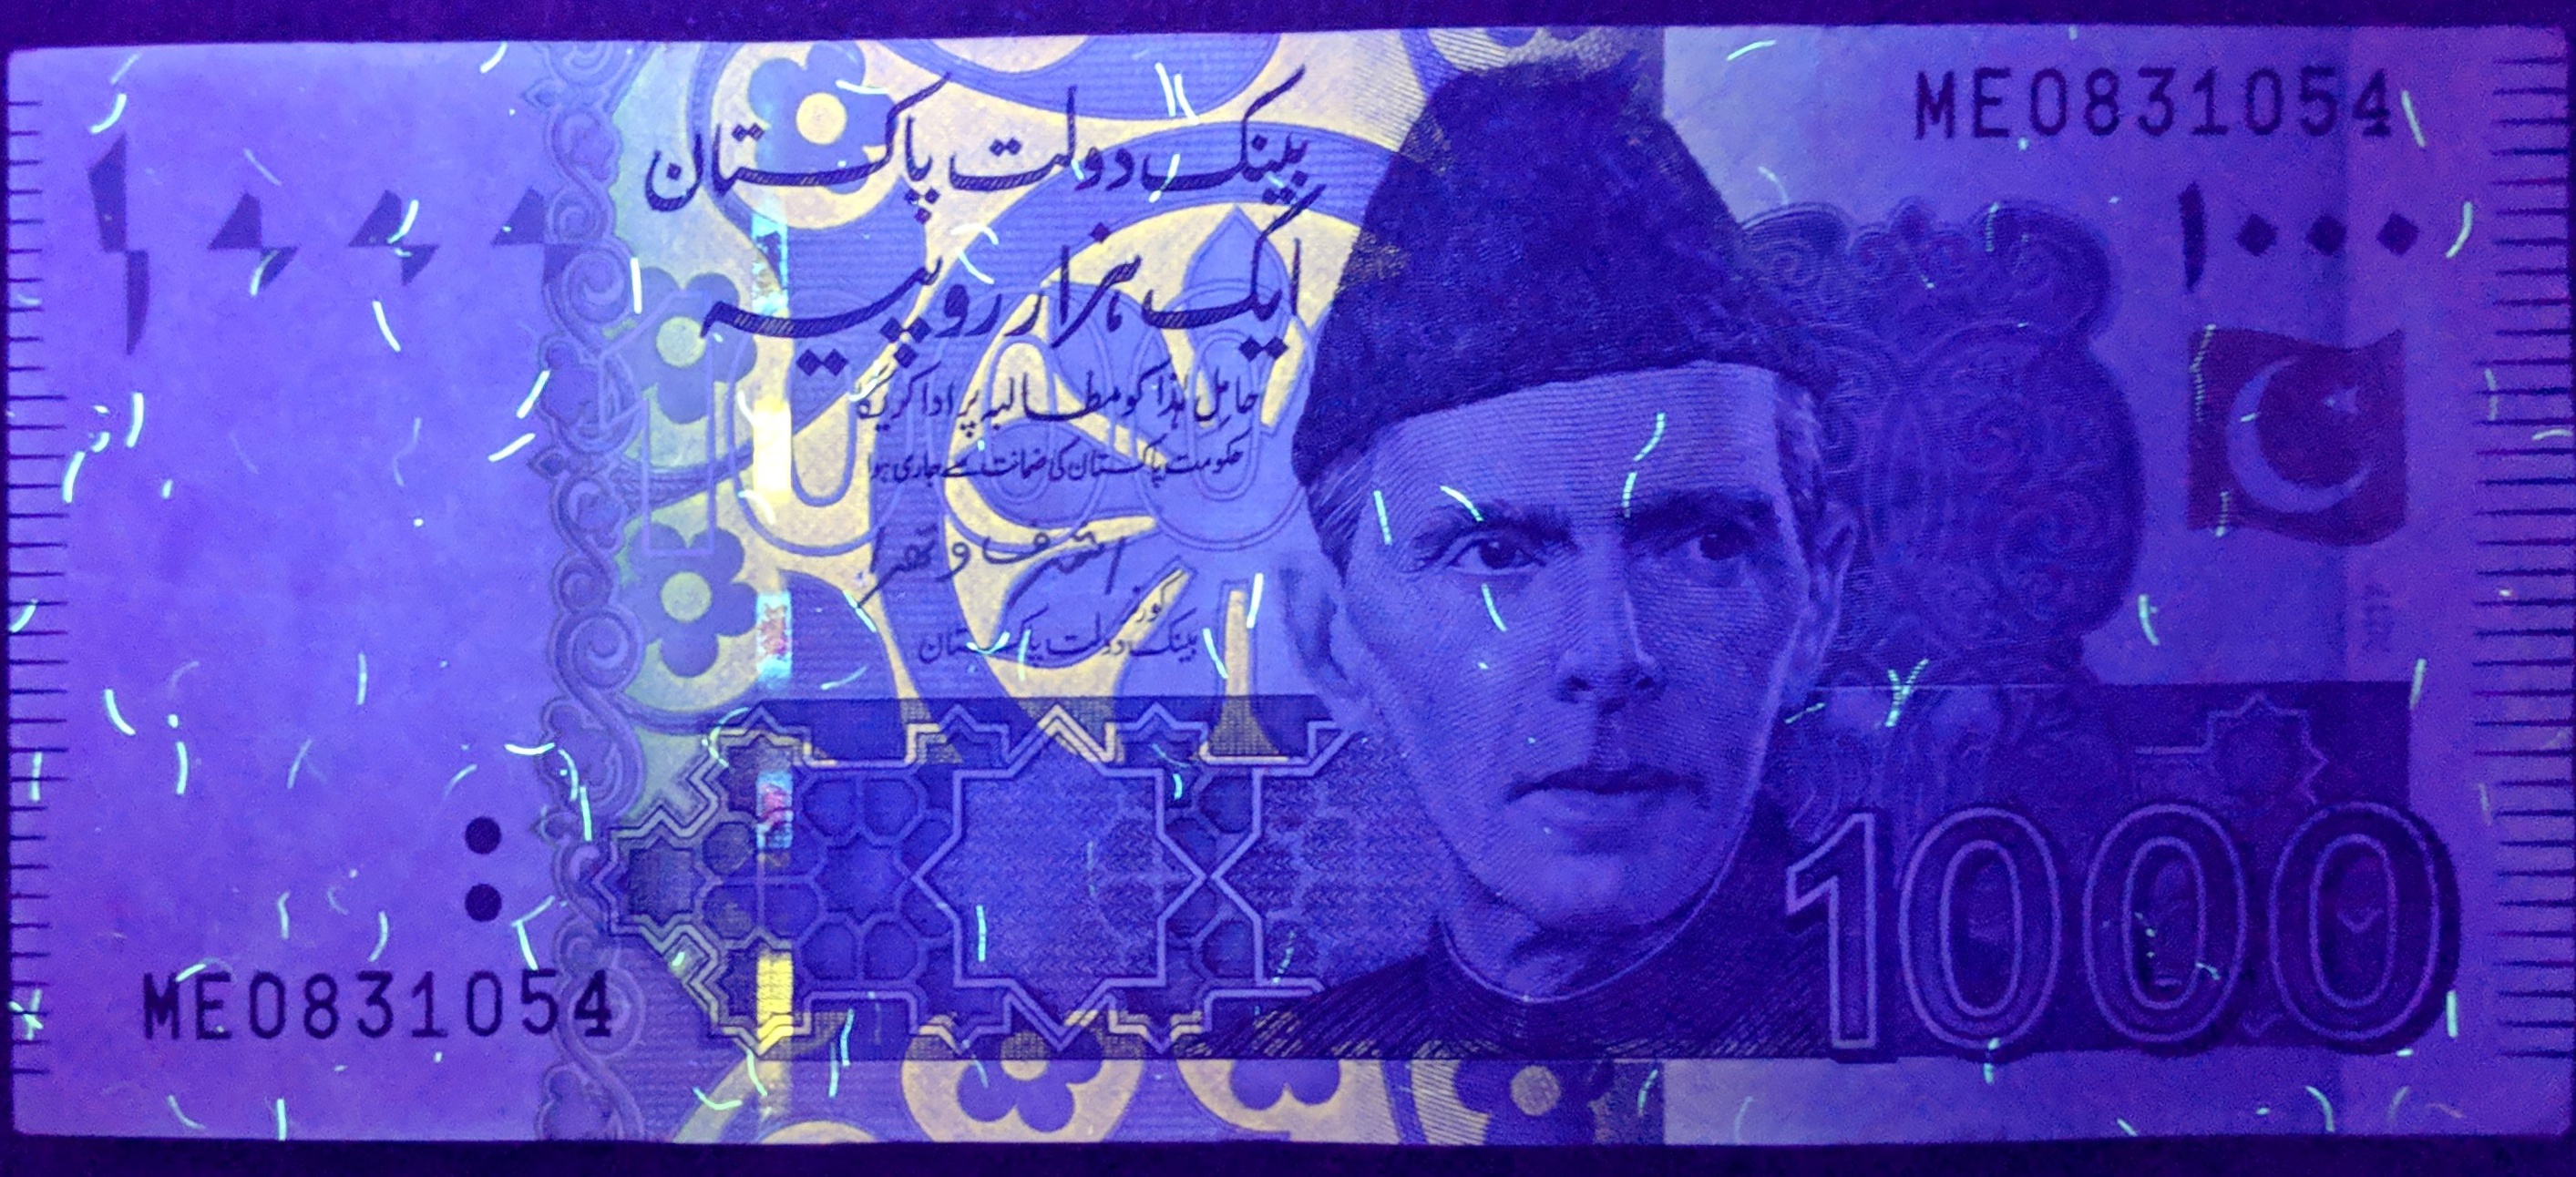 ME0831054
۱۰۰۰
بینک دولت پاکستان
ایک ہزار روپیہ
حامل ہٰذا کو مطالبہ پر ادا کریگا
حکومت پاکستان کی ضمانت سے جاری ہوا
گورنر
بینک دولت پاکستان
1000
ME0831054